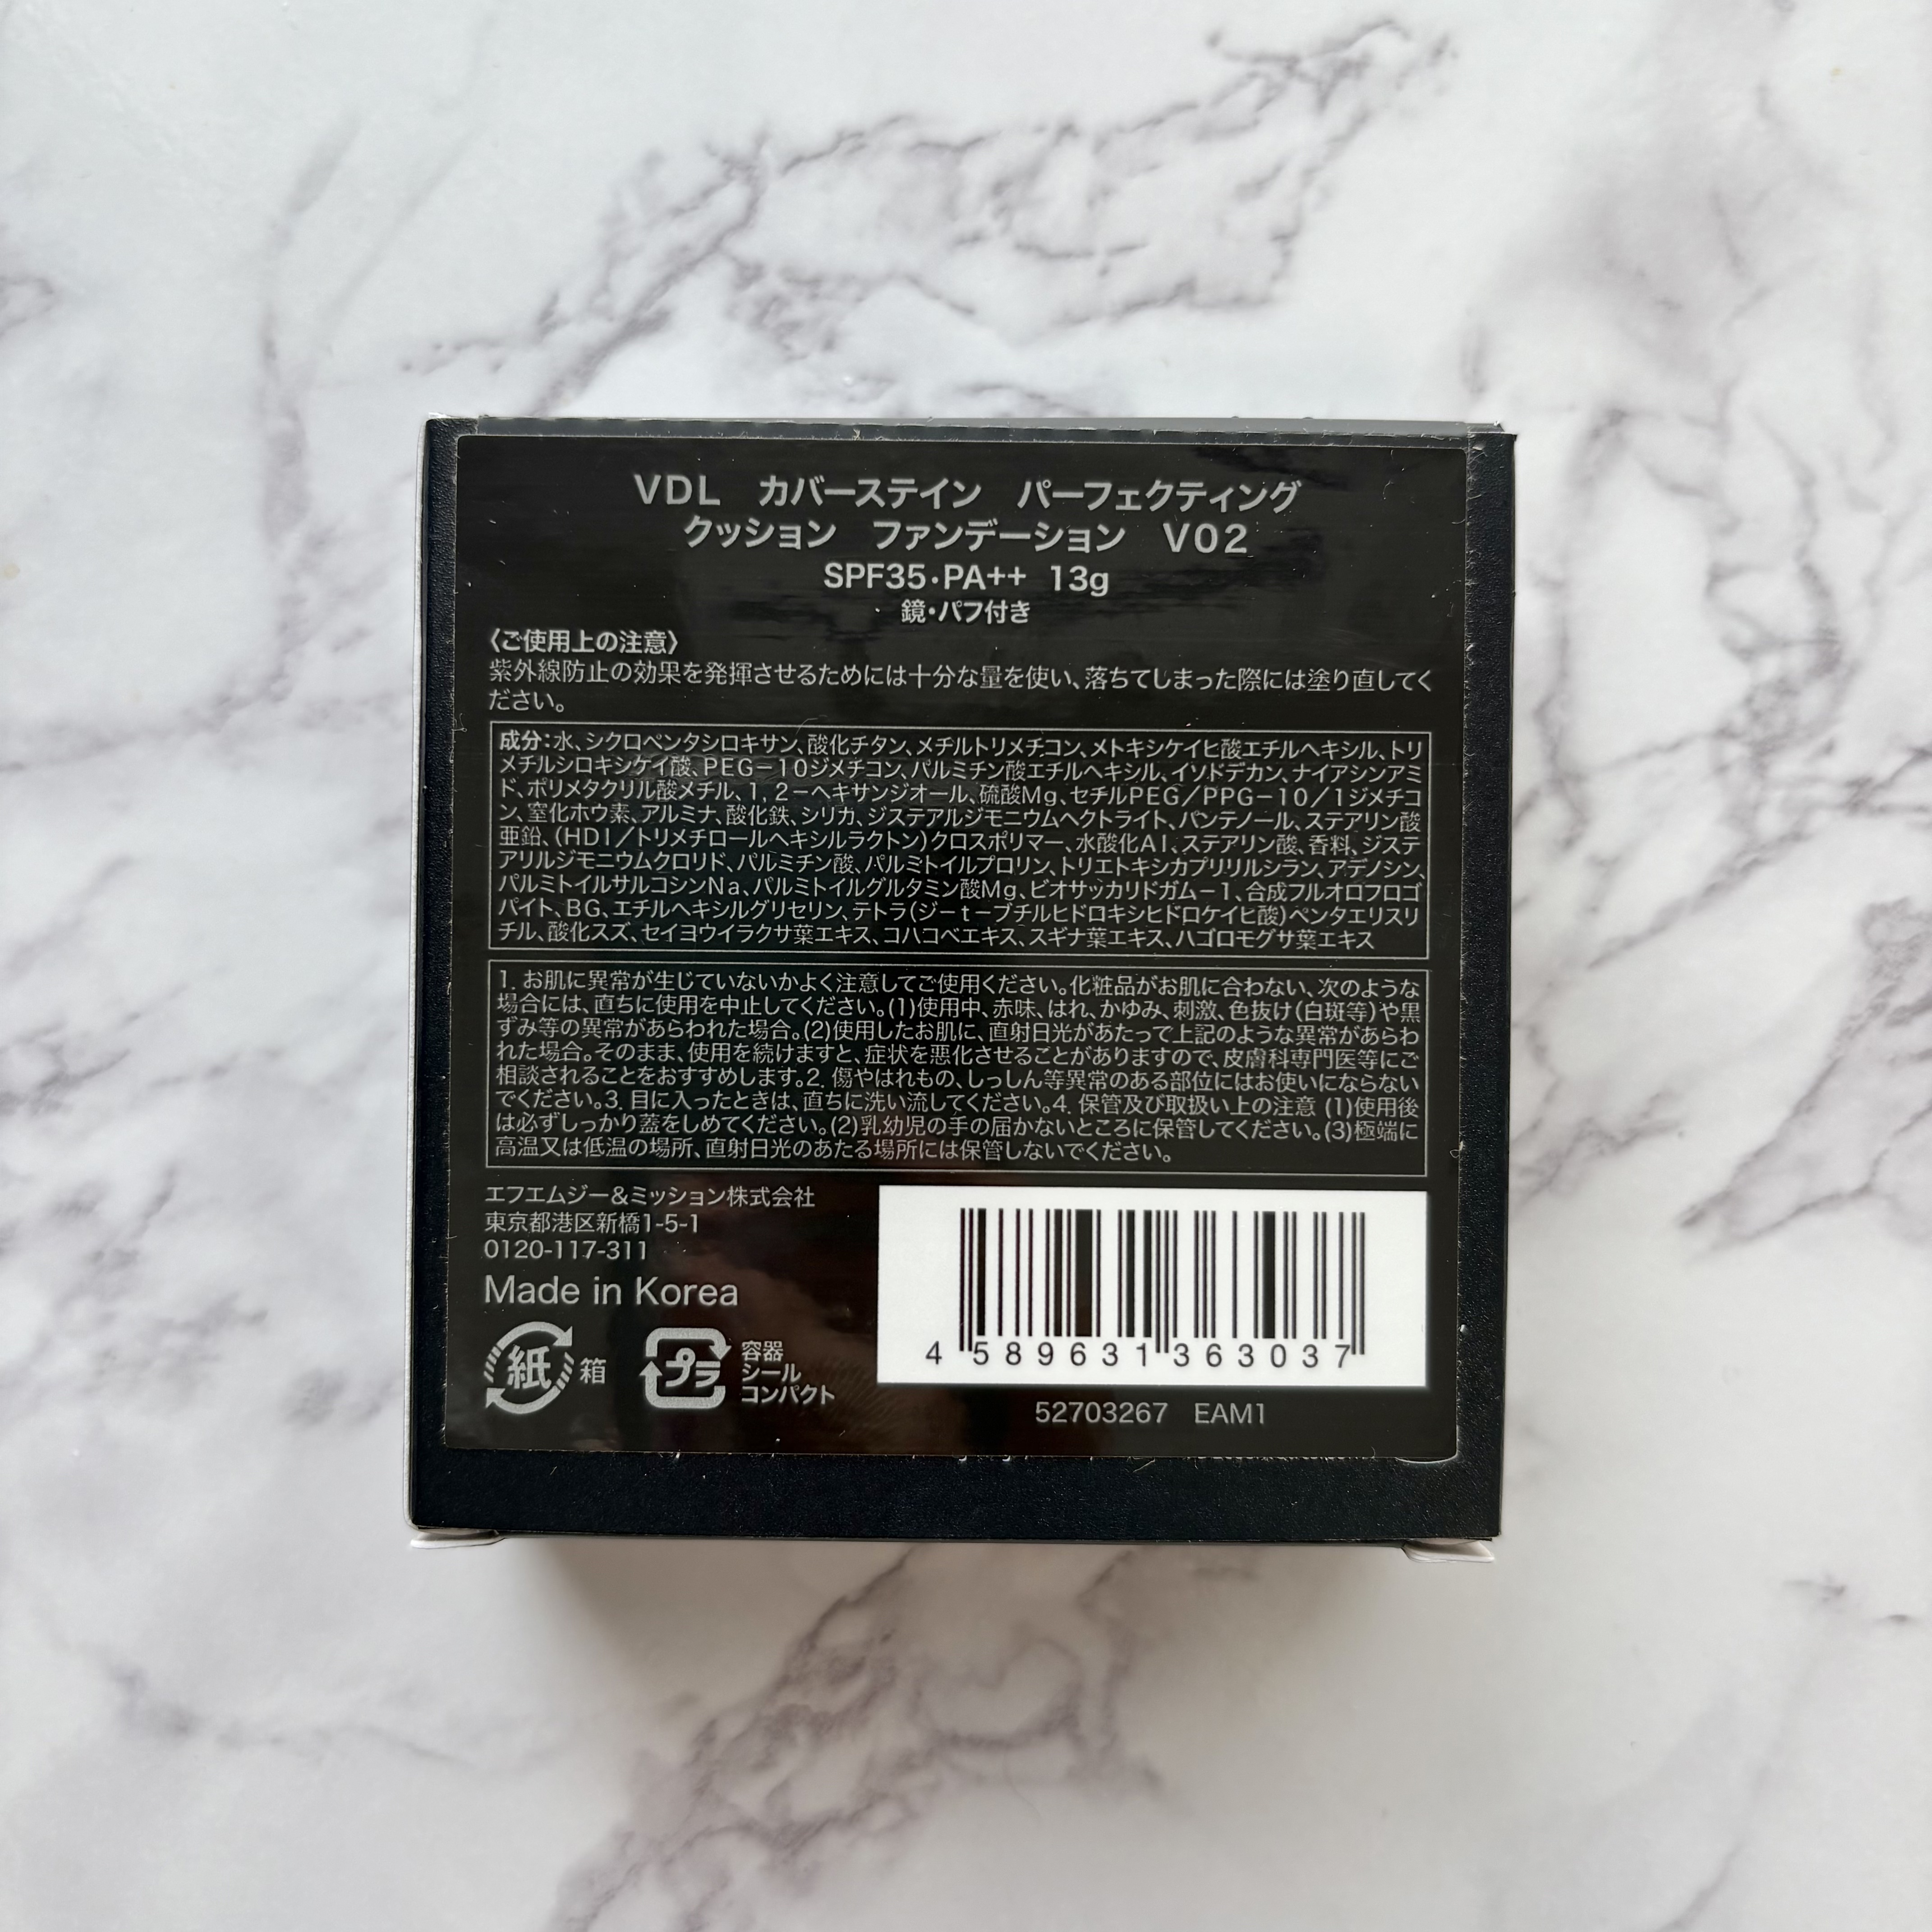 VDL　カバーステイン　パーフェクティング
クッション　ファンデーション　V02
SPF35・PA++ 13g
鏡・パフ付き
〈ご使用上の注意〉
紫外線防止の効果を発揮させるためには十分な量を使い、落ちてしまった際には塗り直してく
ださい。
成分：水、シクロペンタシロキサン、酸化チタン、メチルトリメチコン、メトキシケイヒ酸エチルヘキシル、トリ
メチルシロキシケイ酸、PEG－10ジメチコン、パルミチン酸エチルヘキシル、イソドデカン、ナイアシンアミ
ド、ポリメタクリル酸メチル、1，2－ヘキサンジオール、硫酸Mg、セチルPEG／PPG－10／1ジメチコ
ン、窒化ホウ素、アルミナ、酸化鉄、シリカ、ジステアルジモニウムヘクトライト、パンテノール、ステアリン酸
亜鉛、（HDI／トリメチロールヘキシルラクトン）クロスポリマー、水酸化Al、ステアリン酸、香料、ジステ
アリルジモニウムクロリド、パルミチン酸、パルミトイルプロリン、トリエトキシカプリリルシラン、アデノシン、
パルミトイルサルコシンNa、パルミトイルグルタミン酸Mg、ビオサッカリドガム－1、合成フルオロフロゴ
パイト、BG、エチルヘキシルグリセリン、テトラ（ジ－t－ブチルヒドロキシヒドロケイヒ酸）ペンタエリスリ
チル、酸化スズ、セイヨウイラクサ葉エキス、コハコベエキス、スギナ葉エキス、ハゴロモグサ葉エキス
1. お肌に異常が生じていないかよく注意してご使用ください。化粧品がお肌に合わない、次のような
場合には、直ちに使用を中止してください。(1)使用中、赤味、はれ、かゆみ、刺激、色抜け（白斑等）や黒
ずみ等の異常があらわれた場合。(2)使用したお肌に、直射日光があたって上記のような異常があらわ
れた場合。そのまま、使用を続けますと、症状を悪化させることがありますので、皮膚科専門医等にご
相談されることをおすすめします。2. 傷やはれもの、しっしん等異常のある部位にはお使いにならない
でください。3. 目に入ったときは、直ちに洗い流してください。4. 保管及び取扱い上の注意 (1)使用後
は必ずしっかり蓋をしめてください。(2)乳幼児の手の届かないところに保管してください。(3)極端に
高温又は低温の場所、直射日光のあたる場所には保管しないでください。
エフエムジー&ミッション株式会社
東京都港区新橋1-5-1
0120-117-311
Made in Korea
紙 箱
プラ
容器
シール
コンパクト
4 589631 363037
52703267 EAM1